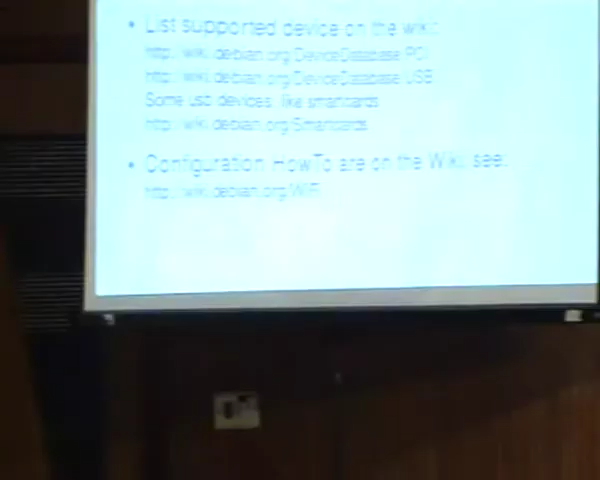 • List supported device on the wiki:
http://wiki.debian.org/DeviceDatabase/PCI
http://wiki.debian.org/DeviceDatabase/USB
Some usb devices, like smartcards
http://wiki.debian.org/Smartcards
• Configuration HowTo are on the Wiki, see:
http://wiki.debian.org/WiFi